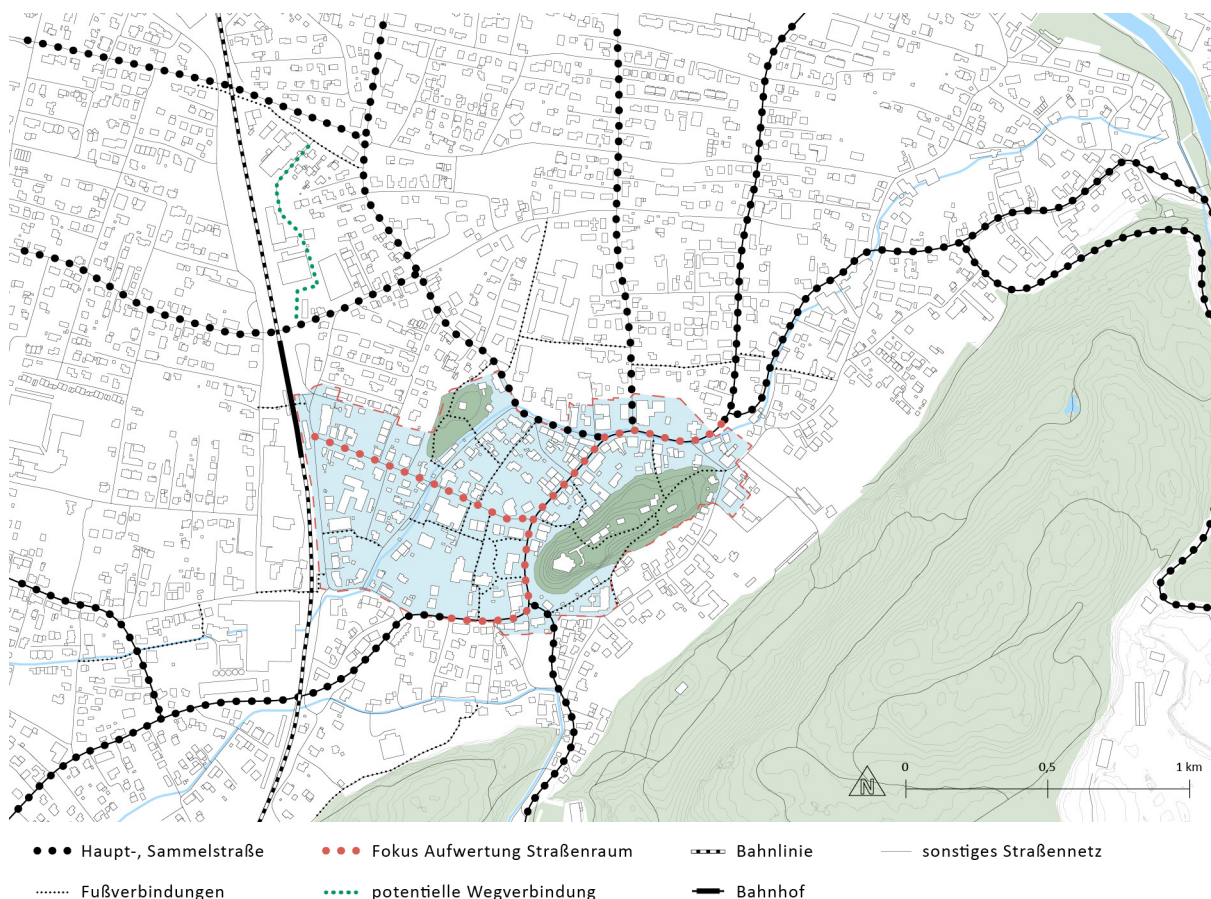 N
0
0,5
1 km
Haupt-, Sammelstraße
Fokus Aufwertung Straßenraum
Bahnlinie
sonstiges Straßennetz
Fußverbindungen
potentielle Wegverbindung
Bahnhof